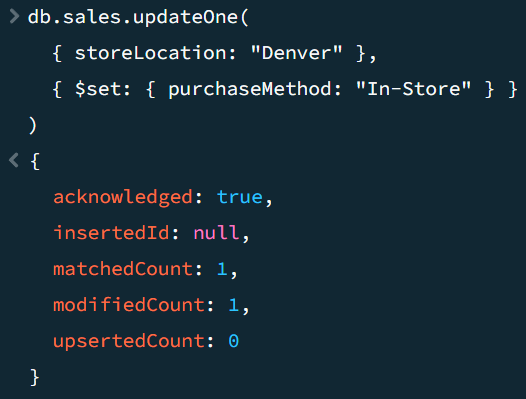 > db.sales.updateOne(
{ storeLocation: "Denver" },
{ $set: { purchaseMethod: "In-Store" } }
)
< {
acknowledged: true,
insertedId: null,
matchedCount: 1,
modifiedCount: 1,
upsertedCount: 0
}